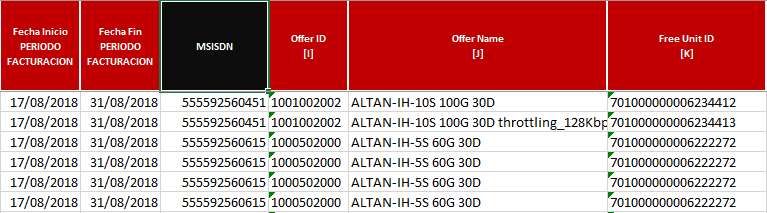 Fecha Inicio PERIODO FACTURACION Fecha Fin PERIODO FACTURACION MSISDN Offer ID [I] Offer Name [J] Free Unit ID [K]
17/08/2018 31/08/2018 555592560451 1001002002 ALTAN-IH-10S 100G 30D 701000000006234412
17/08/2018 31/08/2018 555592560451 1001002002 ALTAN-IH-10S 100G 30D throttling_128Kbp 701000000006234413
17/08/2018 31/08/2018 555592560615 1000502000 ALTAN-IH-5S 60G 30D 701000000006222272
17/08/2018 31/08/2018 555592560615 1000502000 ALTAN-IH-5S 60G 30D 701000000006222272
17/08/2018 31/08/2018 555592560615 1000502000 ALTAN-IH-5S 60G 30D 701000000006222272
17/08/2018 31/08/2018 555592560615 1000502000 ALTAN-IH-5S 60G 30D 701000000006222272